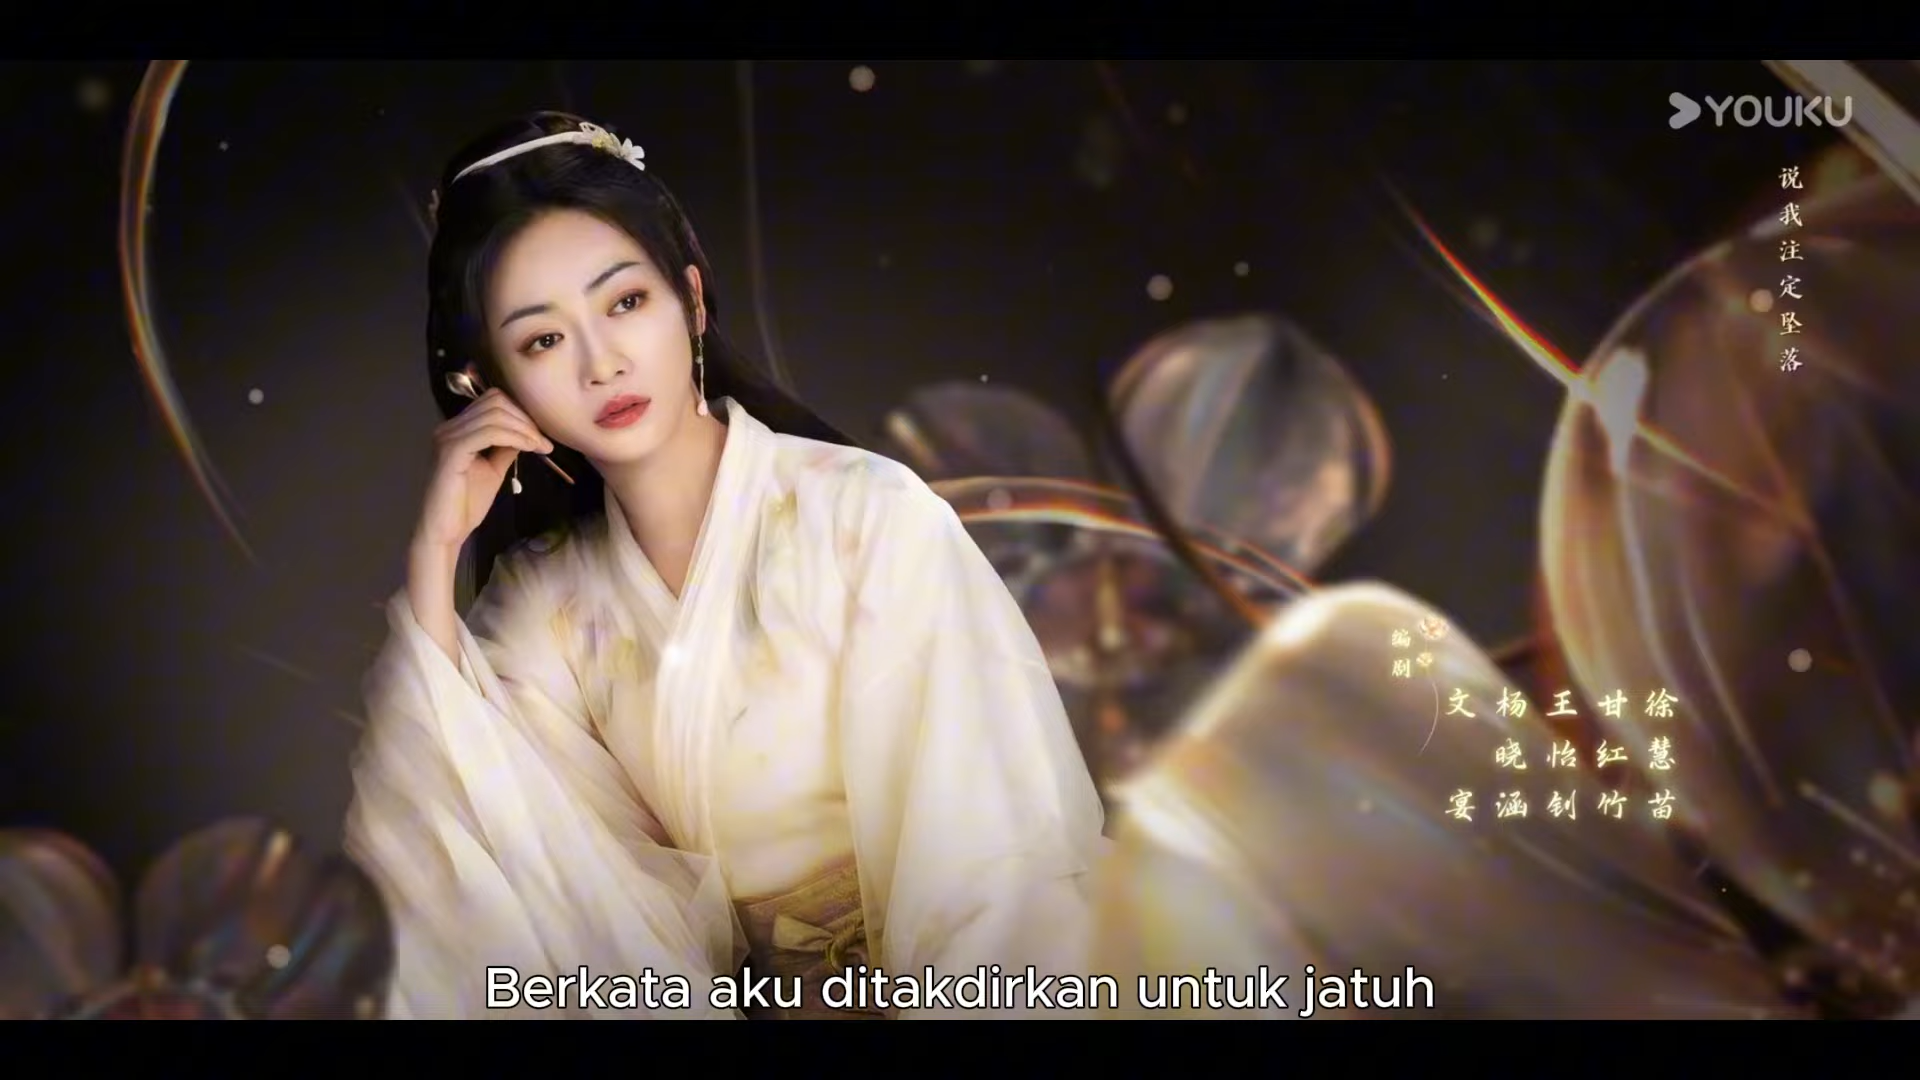 YOUKU
说我注定坠落
编剧
文宴
杨晓涵
王怡钊
甘红竹
徐慧苗
Berkata aku ditakdirkan untuk jatuh